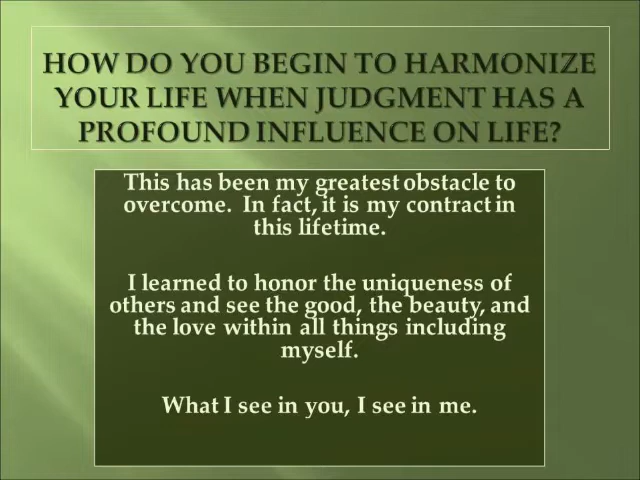 HOW DO YOU BEGIN TO HARMONIZE
YOUR LIFE WHEN JUDGMENT HAS A
PROFOUND INFLUENCE ON LIFE?
This has been my greatest obstacle to
overcome.  In fact, it is my contract in
this lifetime.
I learned to honor the uniqueness of
others and see the good, the beauty, and
the love within all things including
myself.
What I see in you, I see in me.